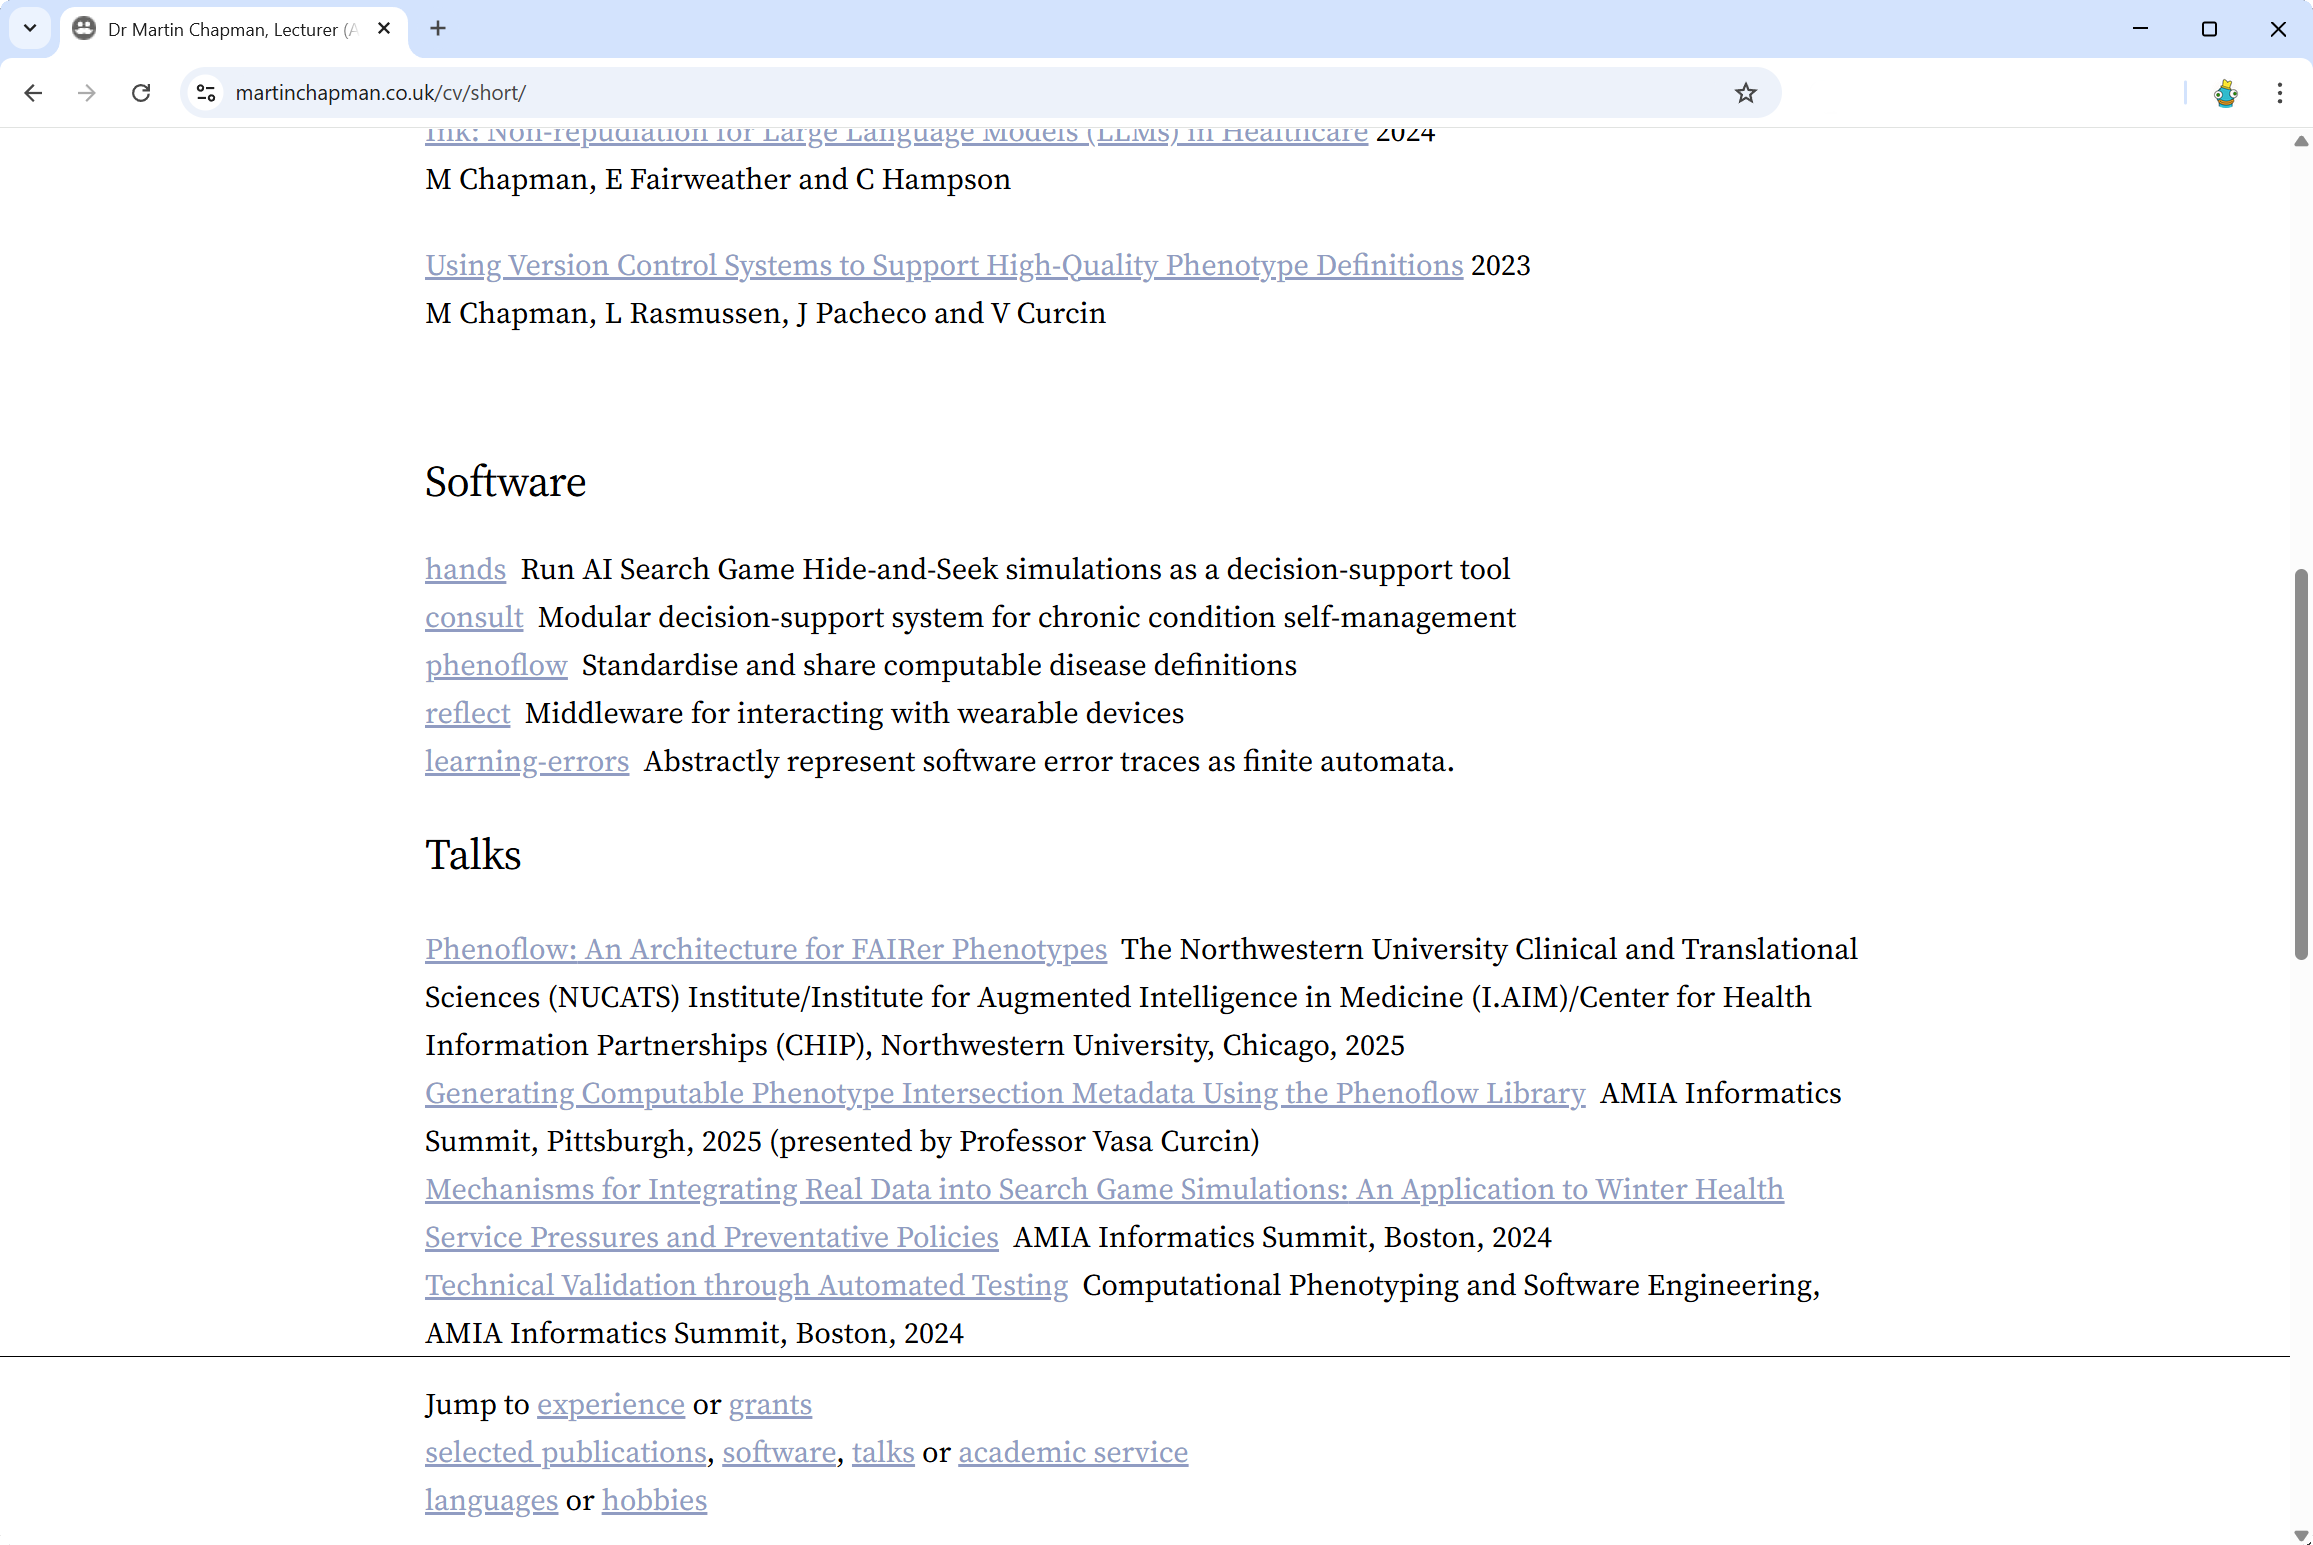 Dr Martin Chapman, Lecturer (A
martinchapman.co.uk/cv/short/
Ink: Non-repudiation for Large Language Models (LLMs) in Healthcare 2024
M Chapman, E Fairweather and C Hampson
Using Version Control Systems to Support High-Quality Phenotype Definitions 2023
M Chapman, L Rasmussen, J Pacheco and V Curcin
Software
hands Run AI Search Game Hide-and-Seek simulations as a decision-support tool
consult Modular decision-support system for chronic condition self-management
phenoflow Standardise and share computable disease definitions
reflect Middleware for interacting with wearable devices
learning-errors Abstractly represent software error traces as finite automata.
Talks
Phenoflow: An Architecture for FAIRer Phenotypes The Northwestern University Clinical and Translational
Sciences (NUCATS) Institute/Institute for Augmented Intelligence in Medicine (I.AIM)/Center for Health
Information Partnerships (CHIP), Northwestern University, Chicago, 2025
Generating Computable Phenotype Intersection Metadata Using the Phenoflow Library AMIA Informatics
Summit, Pittsburgh, 2025 (presented by Professor Vasa Curcin)
Mechanisms for Integrating Real Data into Search Game Simulations: An Application to Winter Health
Service Pressures and Preventative Policies AMIA Informatics Summit, Boston, 2024
Technical Validation through Automated Testing Computational Phenotyping and Software Engineering,
AMIA Informatics Summit, Boston, 2024
Jump to experience or grants
selected publications, software, talks or academic service
languages or hobbies